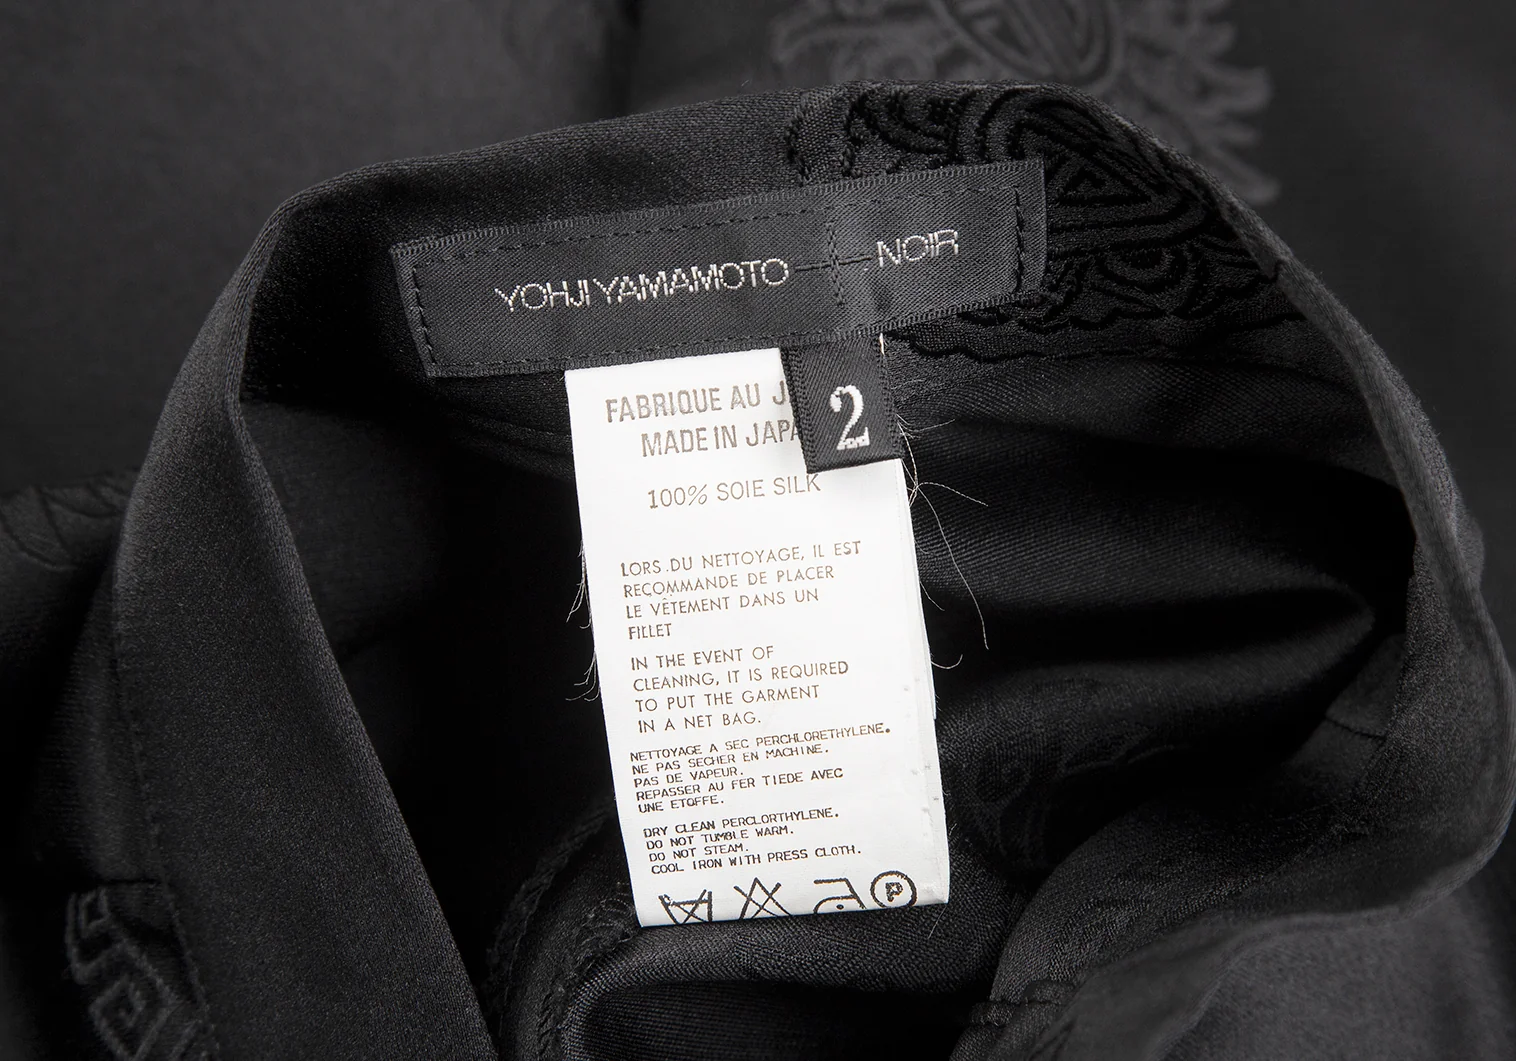 YOHJI YAMAMOTO — NOIR
2
FABRIQUE AU J
MADE IN JAPA
100% SOIE SILK
LORS DU NETTOYAGE, IL EST
RECOMMANDE DE PLACER
LE VÊTEMENT DANS UN
FILLET
IN THE EVENT OF
CLEANING, IT IS REQUIRED
TO PUT THE GARMENT
IN A NET BAG.
NETTOYAGE A SEC PERCHLORETHYLENE.
NE PAS SECHER EN MACHINE.
PAS DE VAPEUR.
REPASSER AU FER TIEDE AVEC
UNE ETOFFE.
DRY CLEAN PERCLORTHYLENE.
DO NOT TUMBLE WARM.
DO NOT STEAM.
COOL IRON WITH PRESS CLOTH.
P